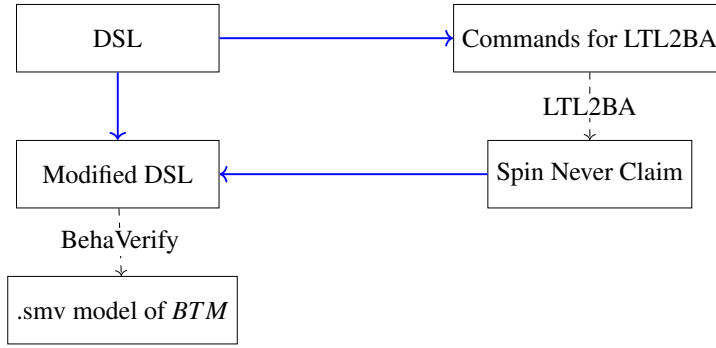 DSL
Commands for LTL2BA
LTL2BA
Modified DSL
Spin Never Claim
BehaVerify
.smv model of BTM